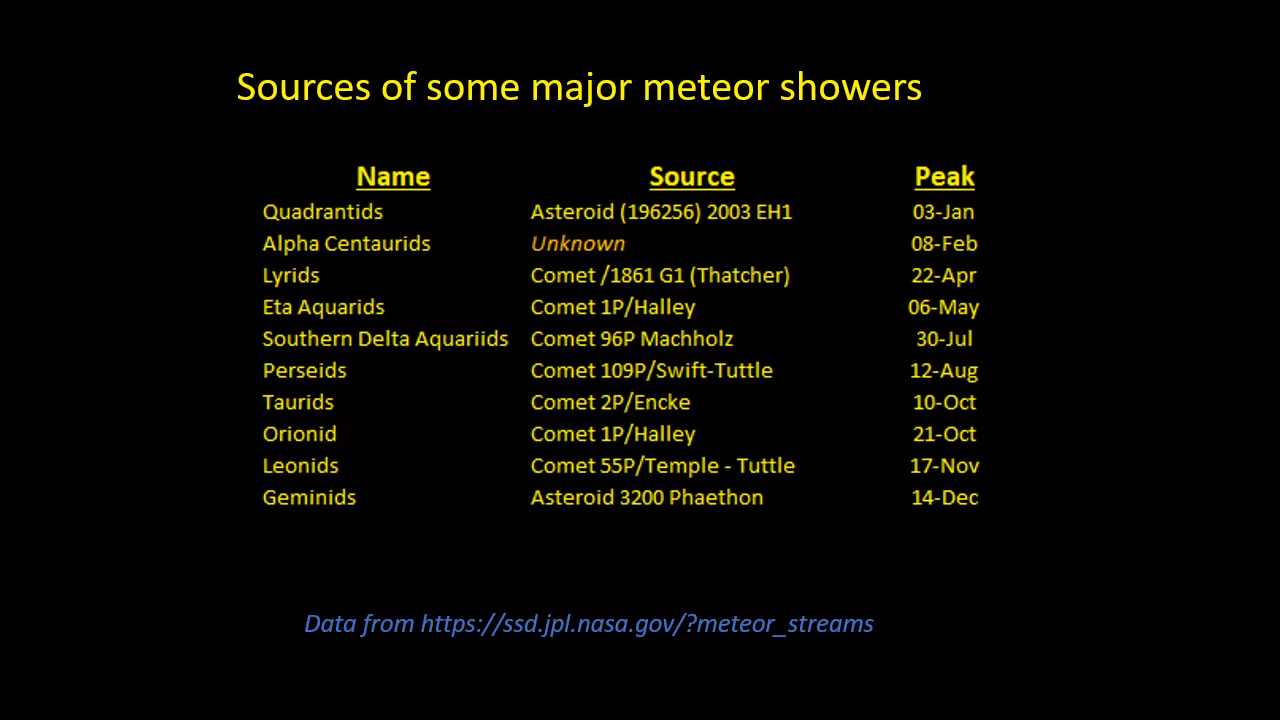 Sources of some major meteor showers
Name Source Peak
Quadrantids Asteroid (196256) 2003 EH1 03-Jan
Alpha Centaurids Unknown 08-Feb
Lyrids Comet /1861 G1 (Thatcher) 22-Apr
Eta Aquarids Comet 1P/Halley 06-May
Southern Delta Aquariids Comet 96P Machholz 30-Jul
Perseids Comet 109P/Swift-Tuttle 12-Aug
Taurids Comet 2P/Encke 10-Oct
Orionid Comet 1P/Halley 21-Oct
Leonids Comet 55P/Temple - Tuttle 17-Nov
Geminids Asteroid 3200 Phaethon 14-Dec
Data from https://ssd.jpl.nasa.gov/?meteor_streams